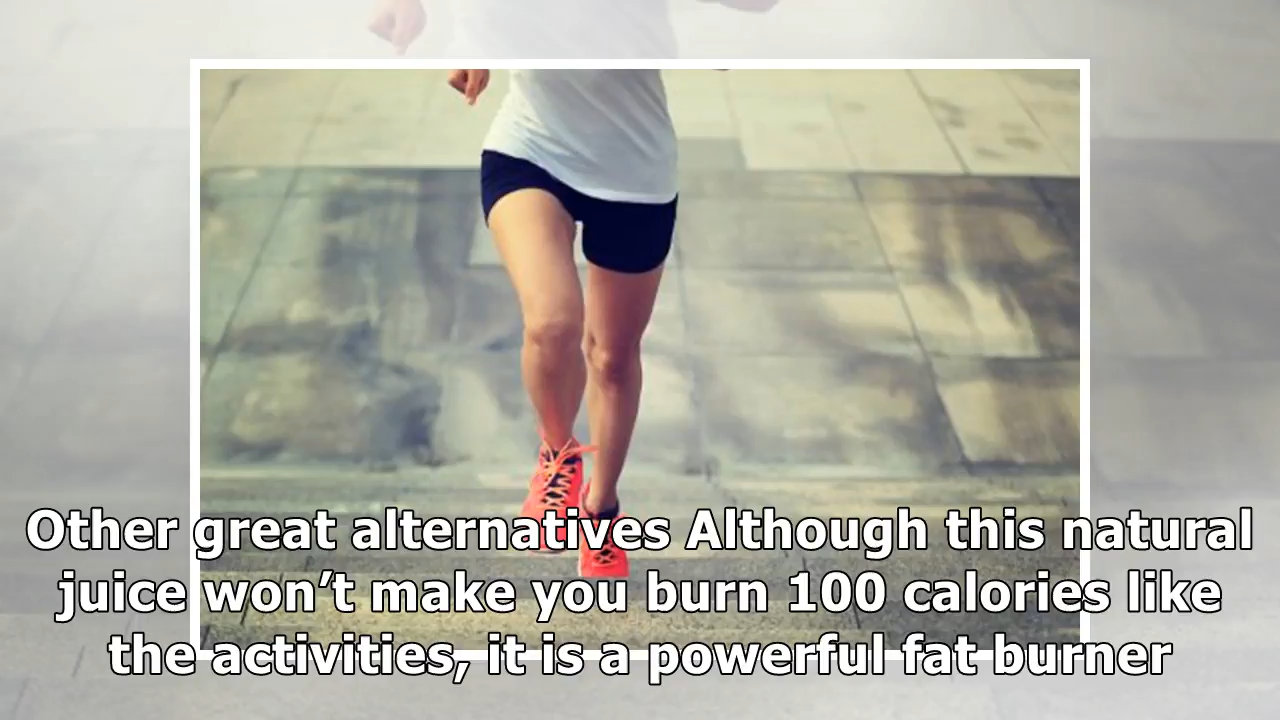 Other great alternatives Although this natural
juice won’t make you burn 100 calories like
the activities, it is a powerful fat burner